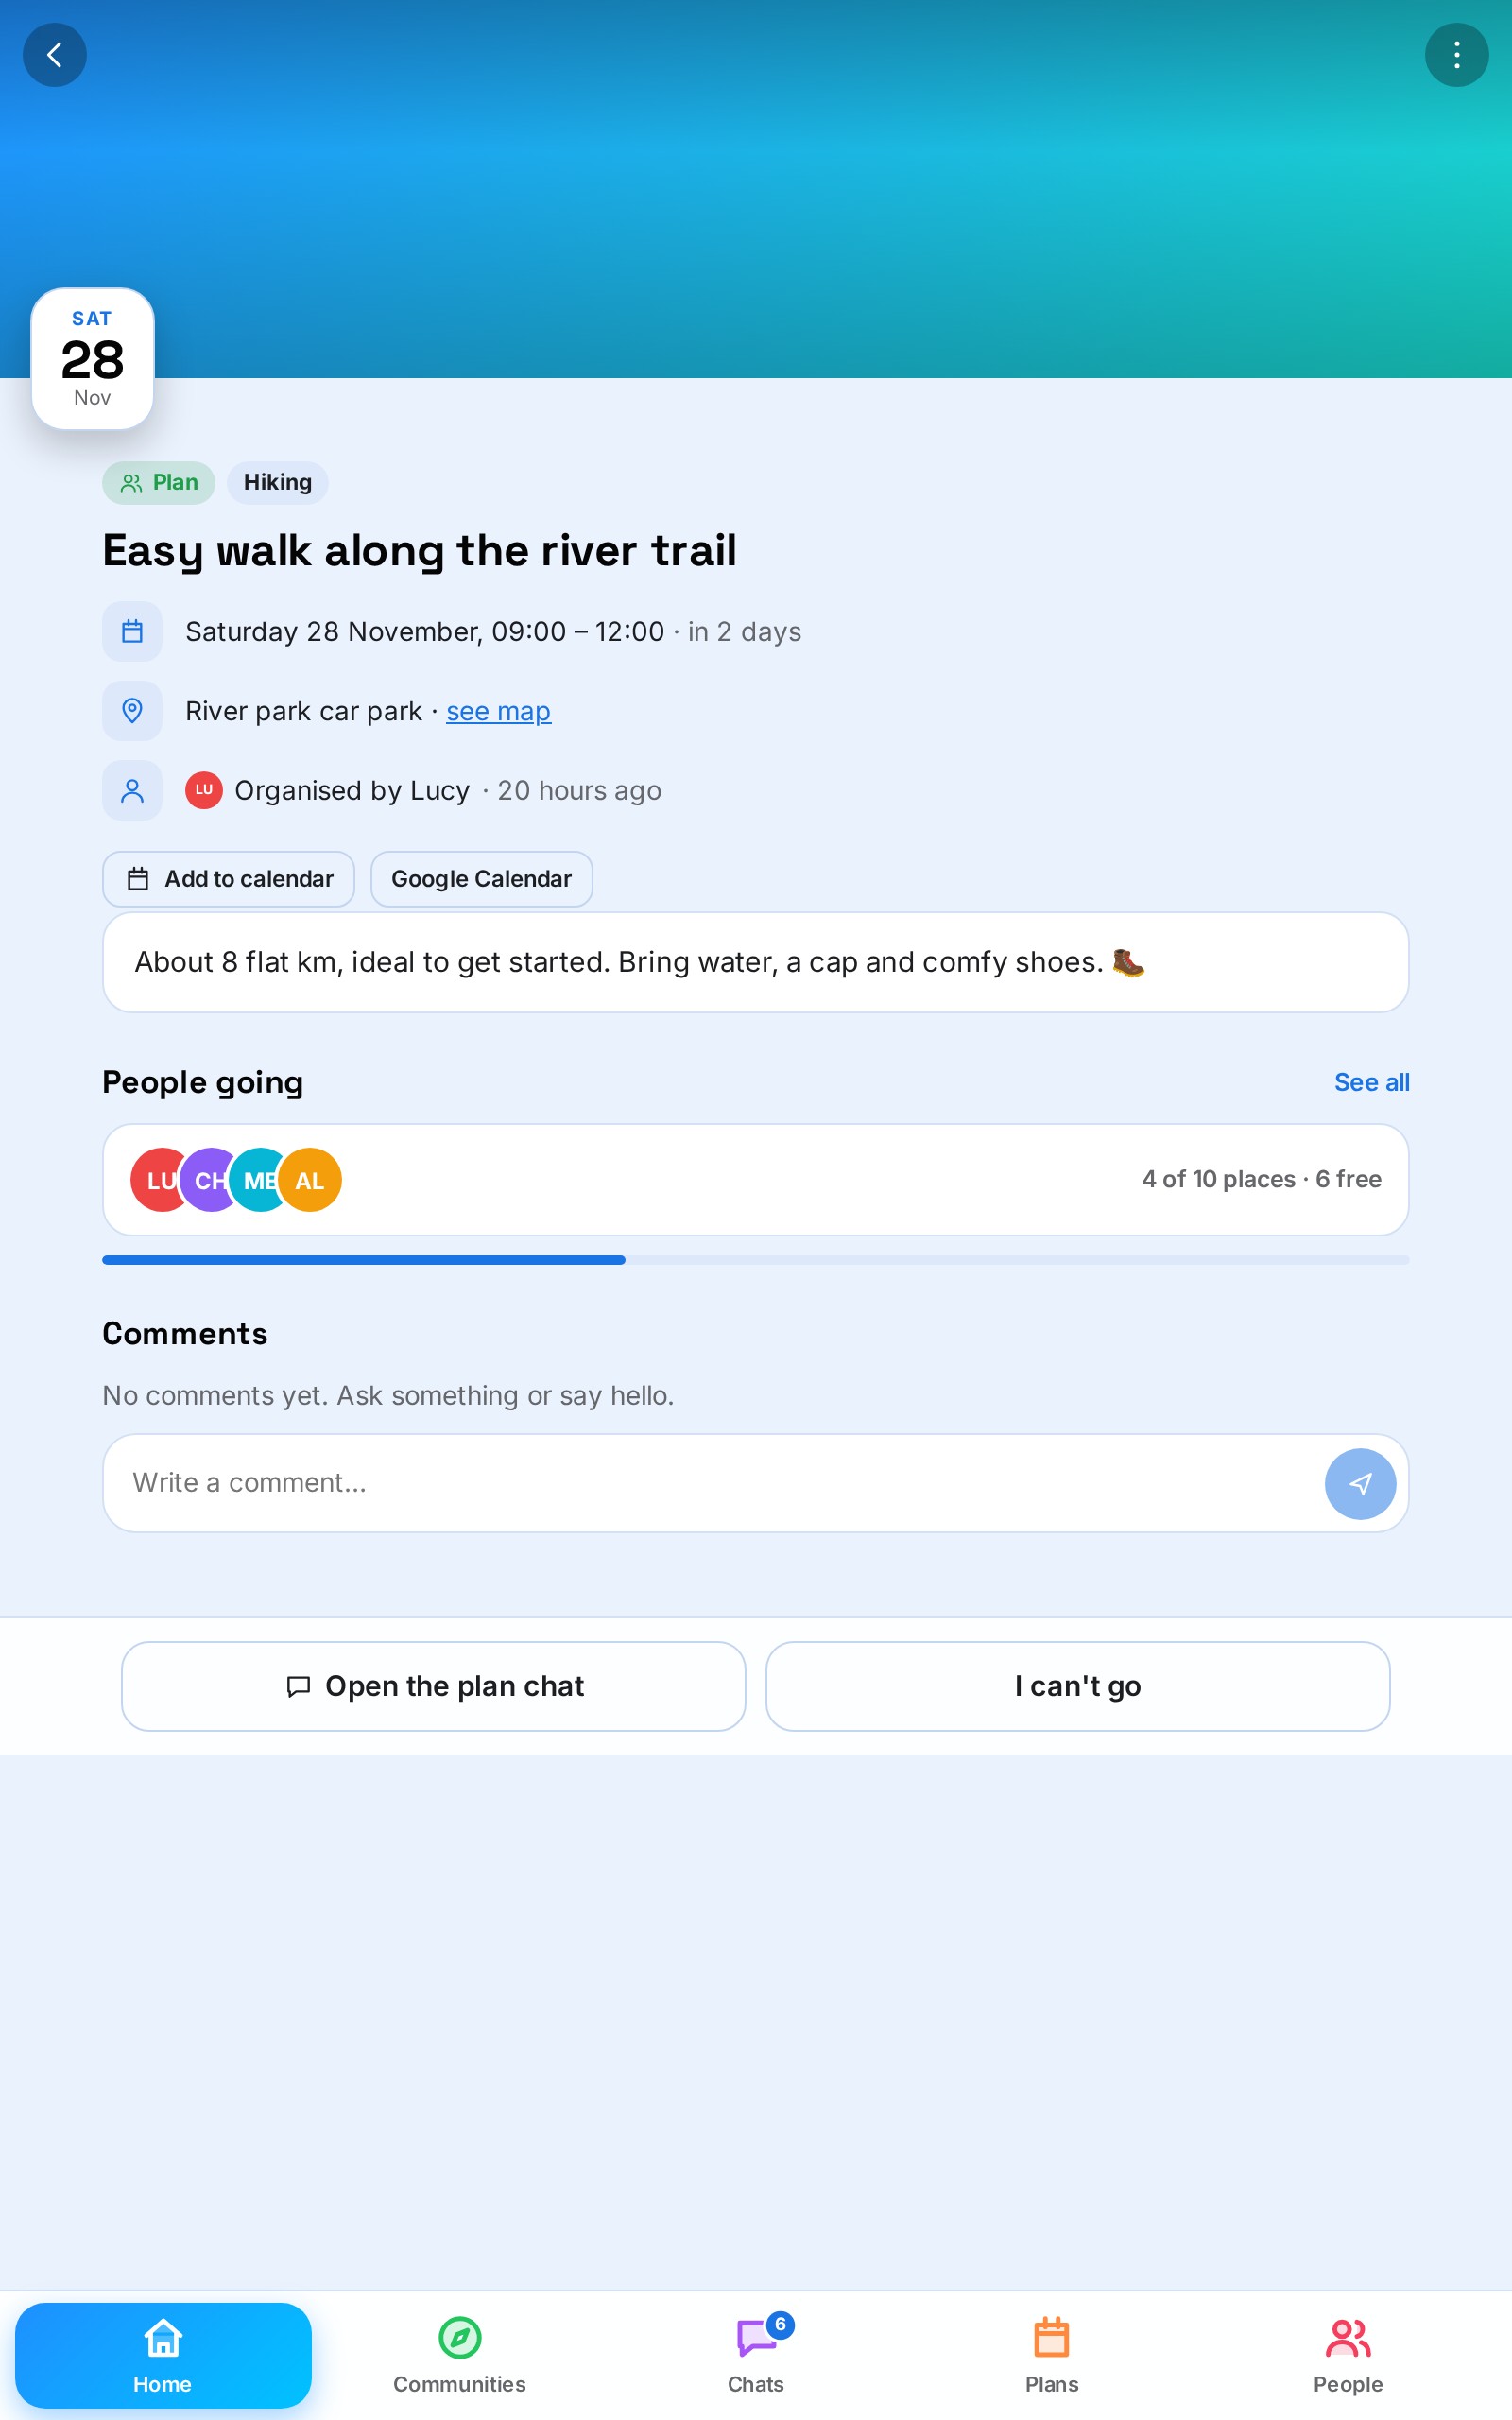 SAT
28
Nov
Plan
Hiking
Easy walk along the river trail
Saturday 28 November, 09:00 – 12:00 · in 2 days
River park car park · see map
LU Organised by Lucy · 20 hours ago
Add to calendar
Google Calendar
About 8 flat km, ideal to get started. Bring water, a cap and comfy shoes. 🥾
People going
See all
LU CH ME AL
4 of 10 places · 6 free
Comments
No comments yet. Ask something or say hello.
Write a comment...
Open the plan chat
I can't go
6
Home
Communities
Chats
Plans
People